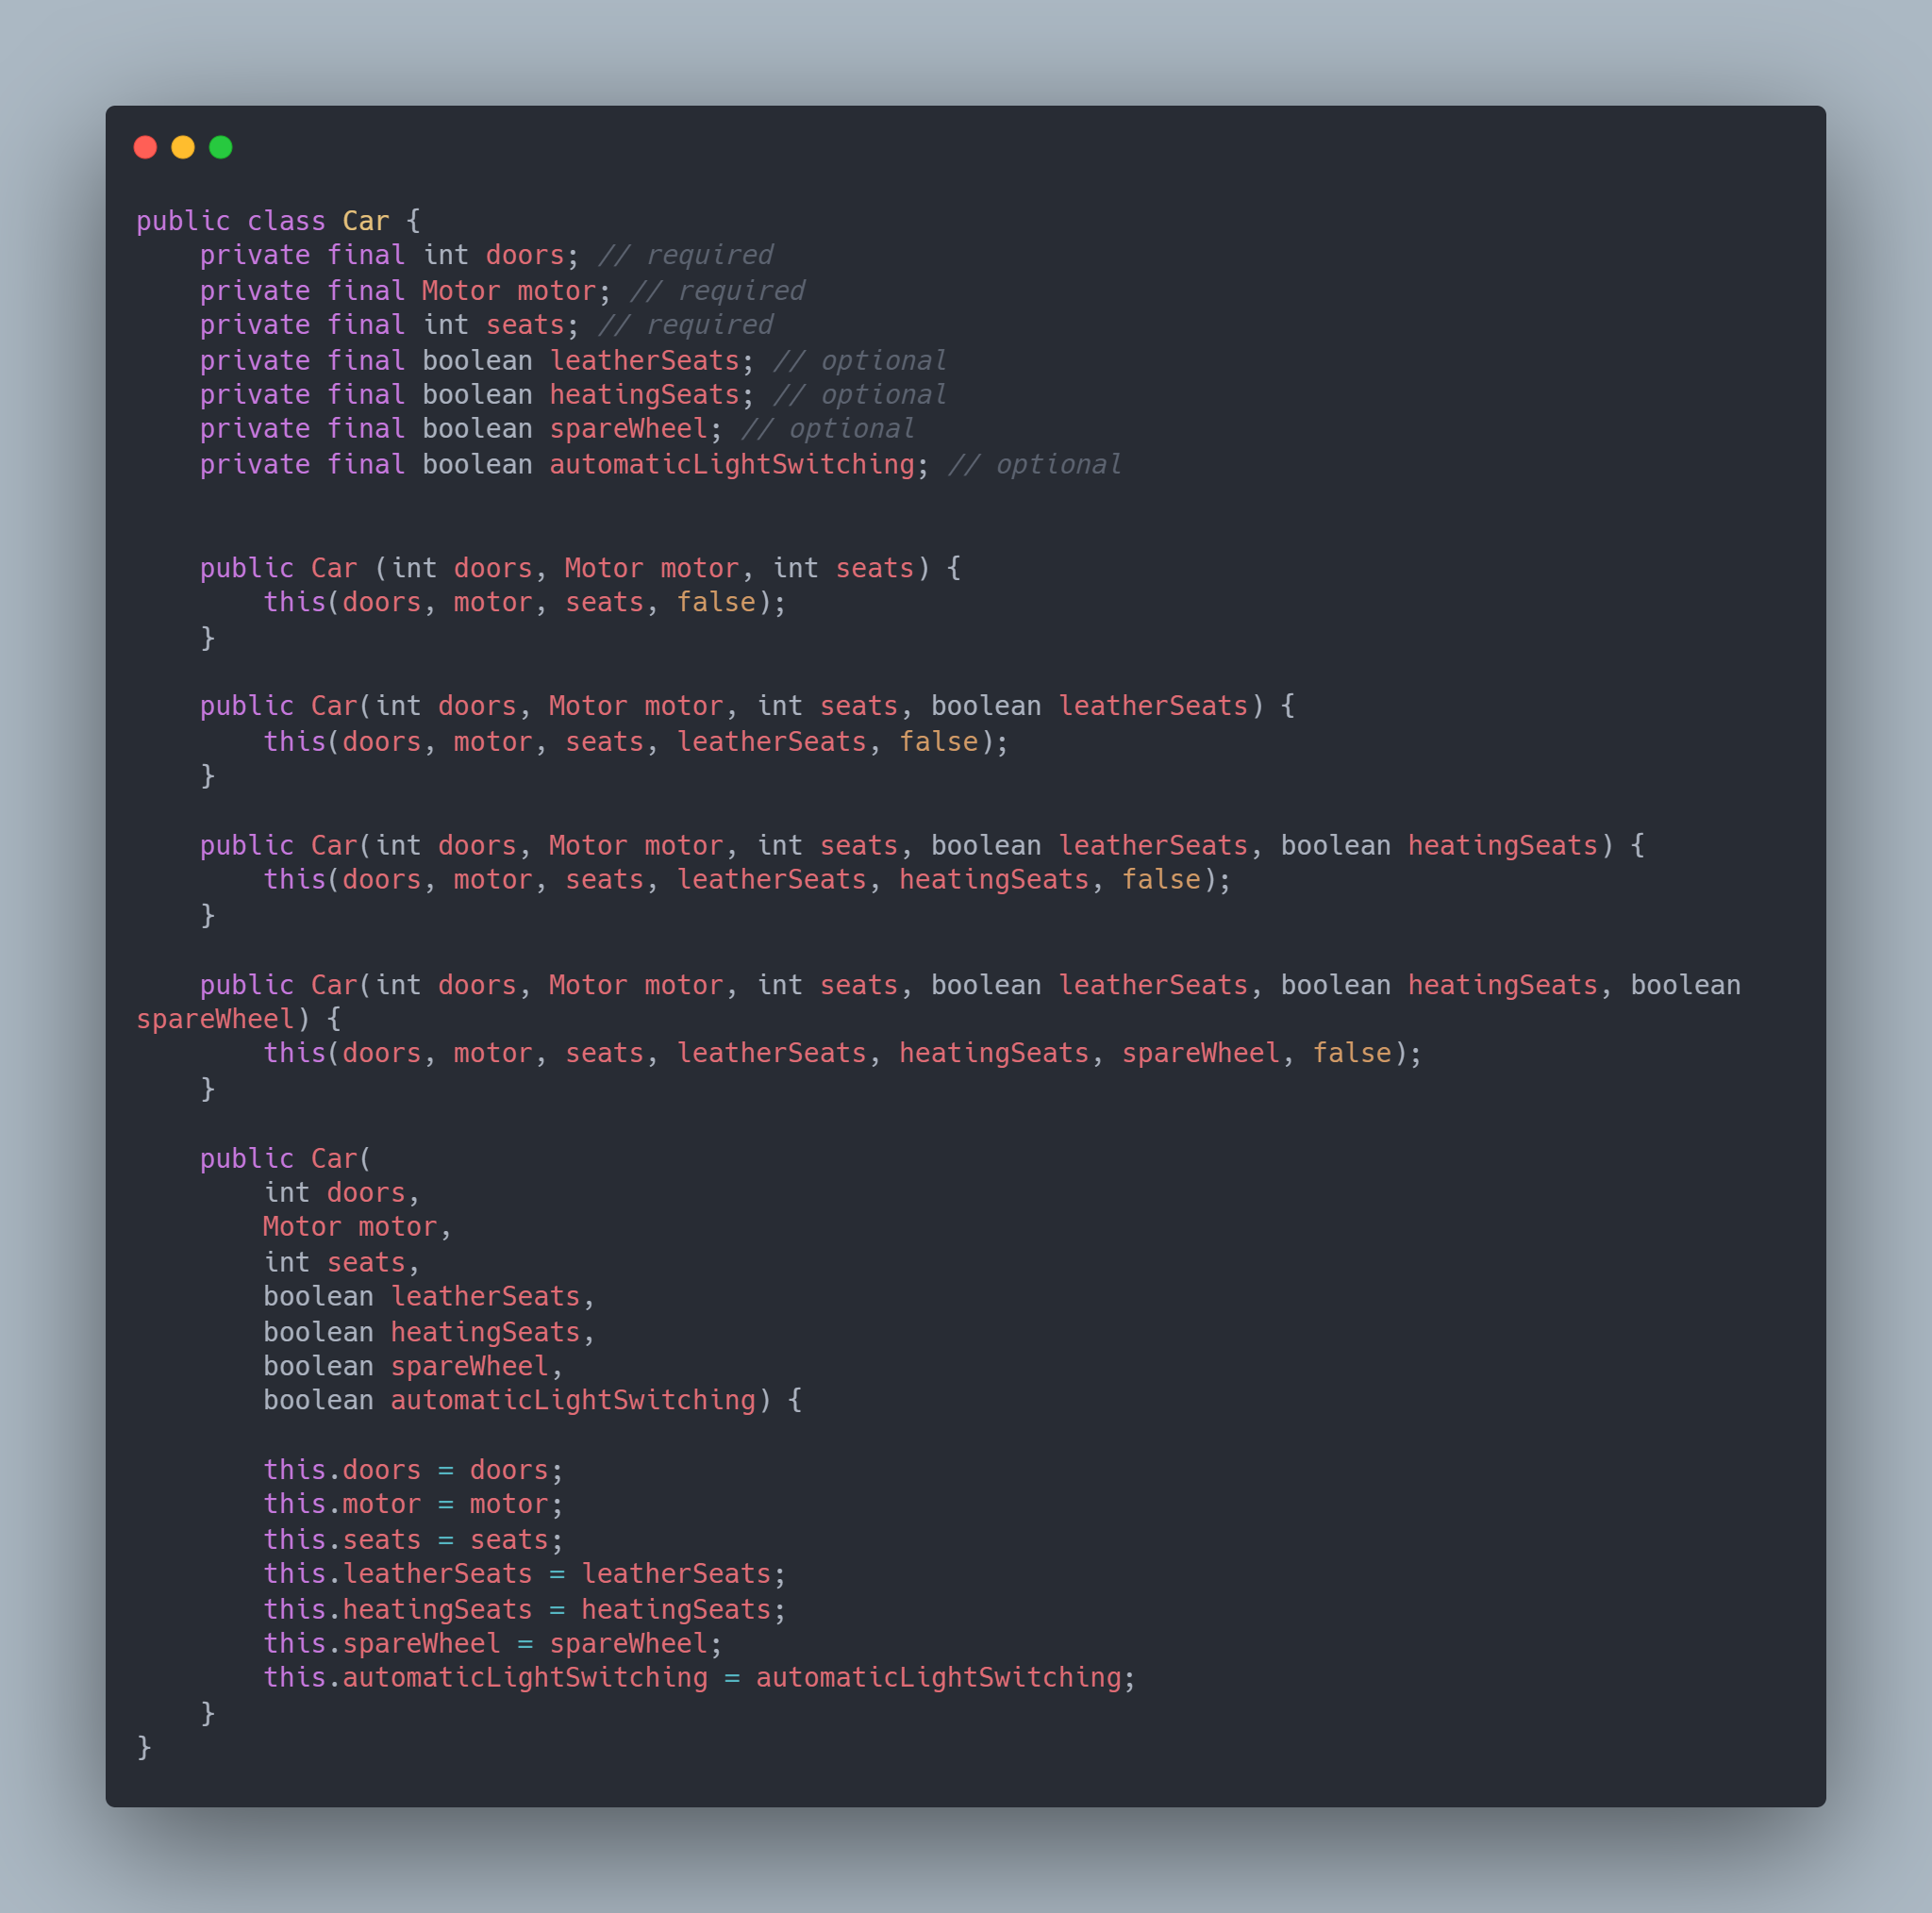 public class Car {
    private final int doors; // required
    private final Motor motor; // required
    private final int seats; // required
    private final boolean leatherSeats; // optional
    private final boolean heatingSeats; // optional
    private final boolean spareWheel; // optional
    private final boolean automaticLightSwitching; // optional


    public Car (int doors, Motor motor, int seats) {
        this(doors, motor, seats, false);
    }

    public Car(int doors, Motor motor, int seats, boolean leatherSeats) {
        this(doors, motor, seats, leatherSeats, false);
    }

    public Car(int doors, Motor motor, int seats, boolean leatherSeats, boolean heatingSeats) {
        this(doors, motor, seats, leatherSeats, heatingSeats, false);
    }

    public Car(int doors, Motor motor, int seats, boolean leatherSeats, boolean heatingSeats, boolean
spareWheel) {
        this(doors, motor, seats, leatherSeats, heatingSeats, spareWheel, false);
    }

    public Car(
        int doors,
        Motor motor,
        int seats,
        boolean leatherSeats,
        boolean heatingSeats,
        boolean spareWheel,
        boolean automaticLightSwitching) {

        this.doors = doors;
        this.motor = motor;
        this.seats = seats;
        this.leatherSeats = leatherSeats;
        this.heatingSeats = heatingSeats;
        this.spareWheel = spareWheel;
        this.automaticLightSwitching = automaticLightSwitching;
    }
}